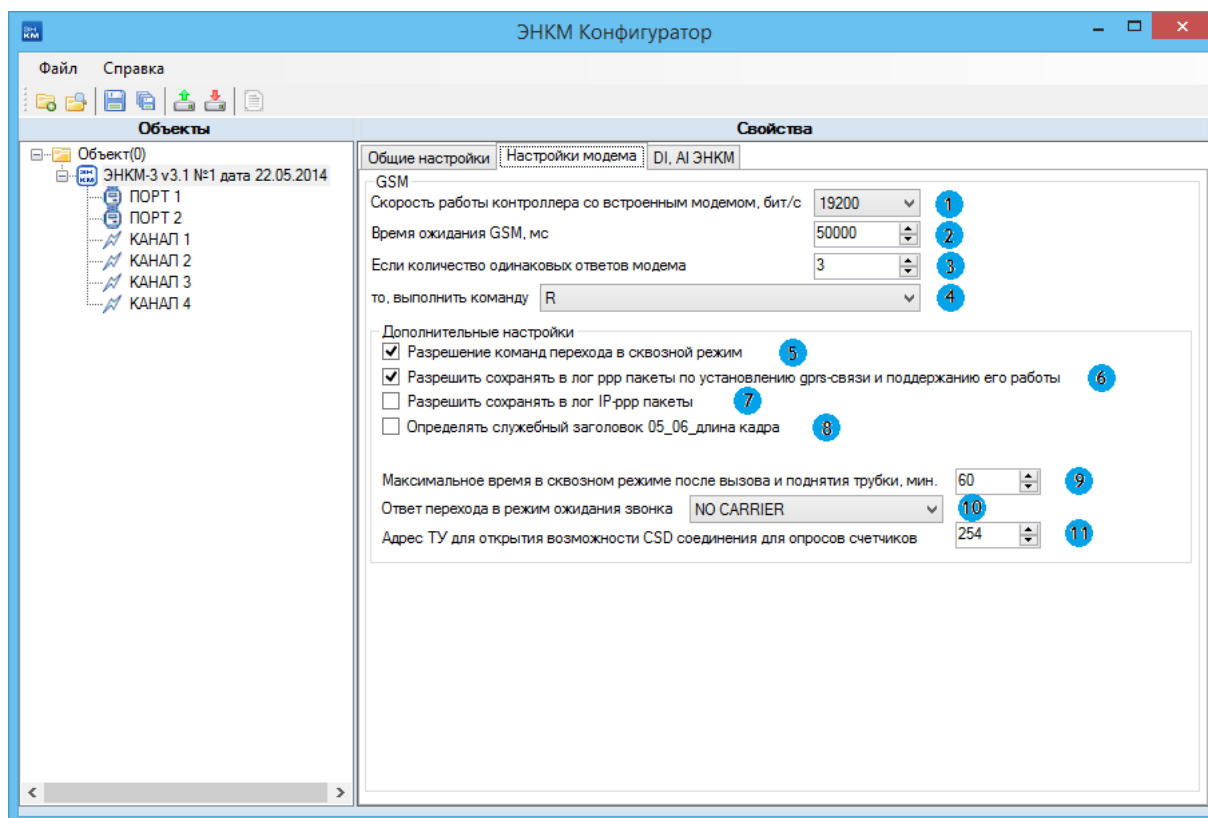 ЭН КМ
ЭНКМ Конфигуратор
Файл Справка
Объекты
Свойства
Объект(0)
ЭНКМ-3 v3.1 №1 дата 22.05.2014
ПОРТ 1
ПОРТ 2
КАНАЛ 1
КАНАЛ 2
КАНАЛ 3
КАНАЛ 4
Общие настройки Настройки модема DI, AI ЭНКМ
GSM
Скорость работы контроллера со встроенным модемом, бит/с 19200 1
Время ожидания GSM, мс 50000 2
Если количество одинаковых ответов модема 3 3
то, выполнить команду R 4
Дополнительные настройки
Разрешение команд перехода в сквозной режим 5
Разрешить сохранять в лог ppp пакеты по установлению gprs-связи и поддержанию его работы 6
Разрешить сохранять в лог IP-ppp пакеты 7
Определять служебный заголовок 05_06_длина кадра 8
Максимальное время в сквозном режиме после вызова и поднятия трубки, мин. 60 9
Ответ перехода в режим ожидания звонка NO CARRIER 10
Адрес ТУ для открытия возможности CSD соединения для опросов счетчиков 254 11